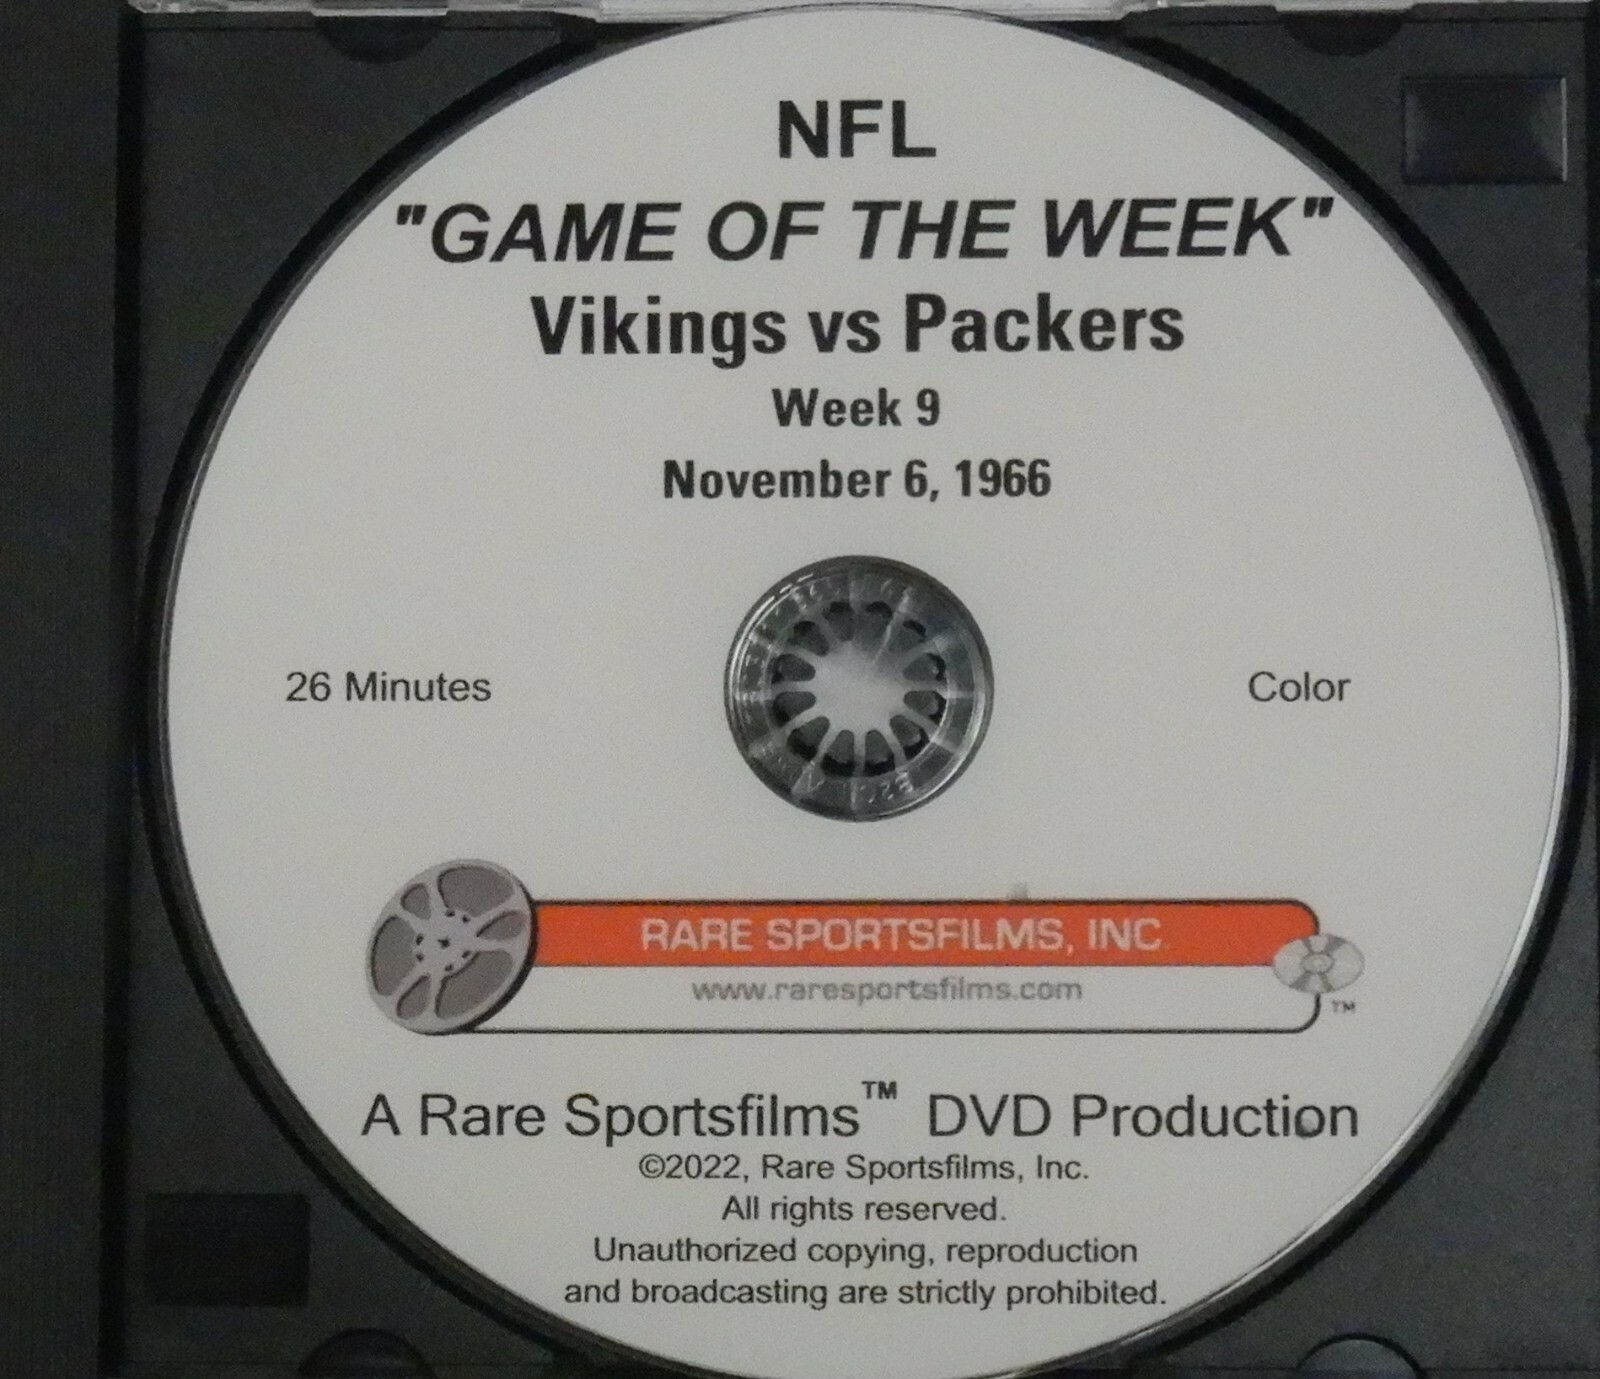 NFL
"GAME OF THE WEEK"
Vikings vs Packers
Week 9
November 6, 1966
26 Minutes
Color
RARE SPORTSFILMS, INC.
www.raresportsfilms.com
TM
A Rare Sportsfilms™ DVD Production
©2022, Rare Sportsfilms, Inc.
All rights reserved.
Unauthorized copying, reproduction
and broadcasting are strictly prohibited.